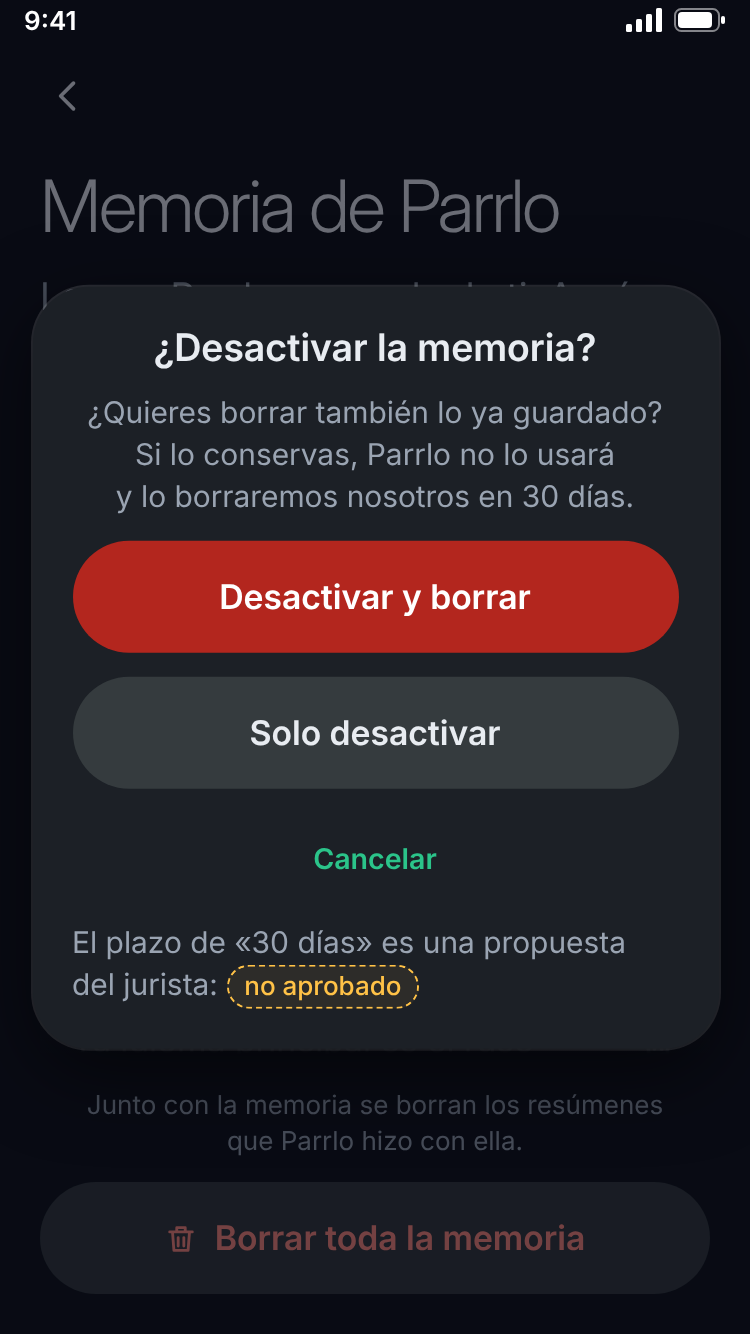 9:41
Memoria de Parrlo
¿Desactivar la memoria?
¿Quieres borrar también lo ya guardado?
Si lo conservas, Parrlo no lo usará
y lo borraremos nosotros en 30 días.
Desactivar y borrar
Solo desactivar
Cancelar
El plazo de «30 días» es una propuesta
del jurista: no aprobado
Junto con la memoria se borran los resúmenes
que Parrlo hizo con ella.
Borrar toda la memoria